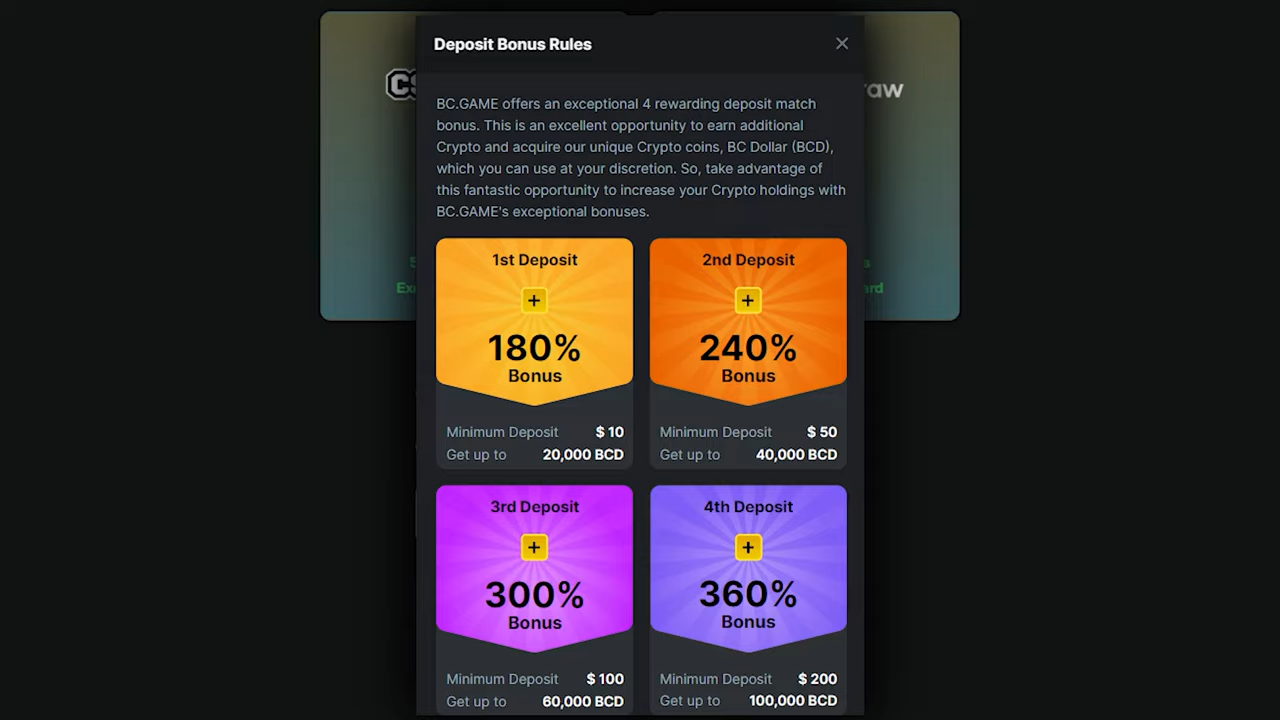 Deposit Bonus Rules
BC.GAME offers an exceptional 4 rewarding deposit match
bonus. This is an excellent opportunity to earn additional
Crypto and acquire our unique Crypto coins, BC Dollar (BCD),
which you can use at your discretion. So, take advantage of
this fantastic opportunity to increase your Crypto holdings with
BC.GAME's exceptional bonuses.
1st Deposit
+
180%
Bonus
Minimum Deposit $ 10
Get up to 20,000 BCD
2nd Deposit
+
240%
Bonus
Minimum Deposit $ 50
Get up to 40,000 BCD
3rd Deposit
+
300%
Bonus
Minimum Deposit $ 100
Get up to 60,000 BCD
4th Deposit
+
360%
Bonus
Minimum Deposit $ 200
Get up to 100,000 BCD